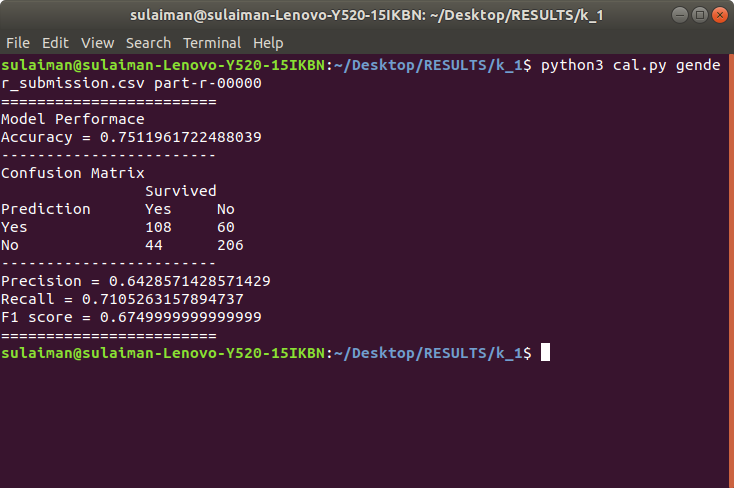 sulaiman@sulaiman-Lenovo-Y520-15IKBN: ~/Desktop/RESULTS/k_1
File Edit View Search Terminal Help
sulaiman@sulaiman-Lenovo-Y520-15IKBN:~/Desktop/RESULTS/k_1$ python3 cal.py gende
r_submission.csv part-r-00000
========================
Model Performace
Accuracy = 0.7511961722488039
------------------------
Confusion Matrix
                Survived
Prediction      Yes     No
Yes             108     60
No              44      206
------------------------
Precision = 0.6428571428571429
Recall = 0.7105263157894737
F1 score = 0.6749999999999999
========================
sulaiman@sulaiman-Lenovo-Y520-15IKBN:~/Desktop/RESULTS/k_1$